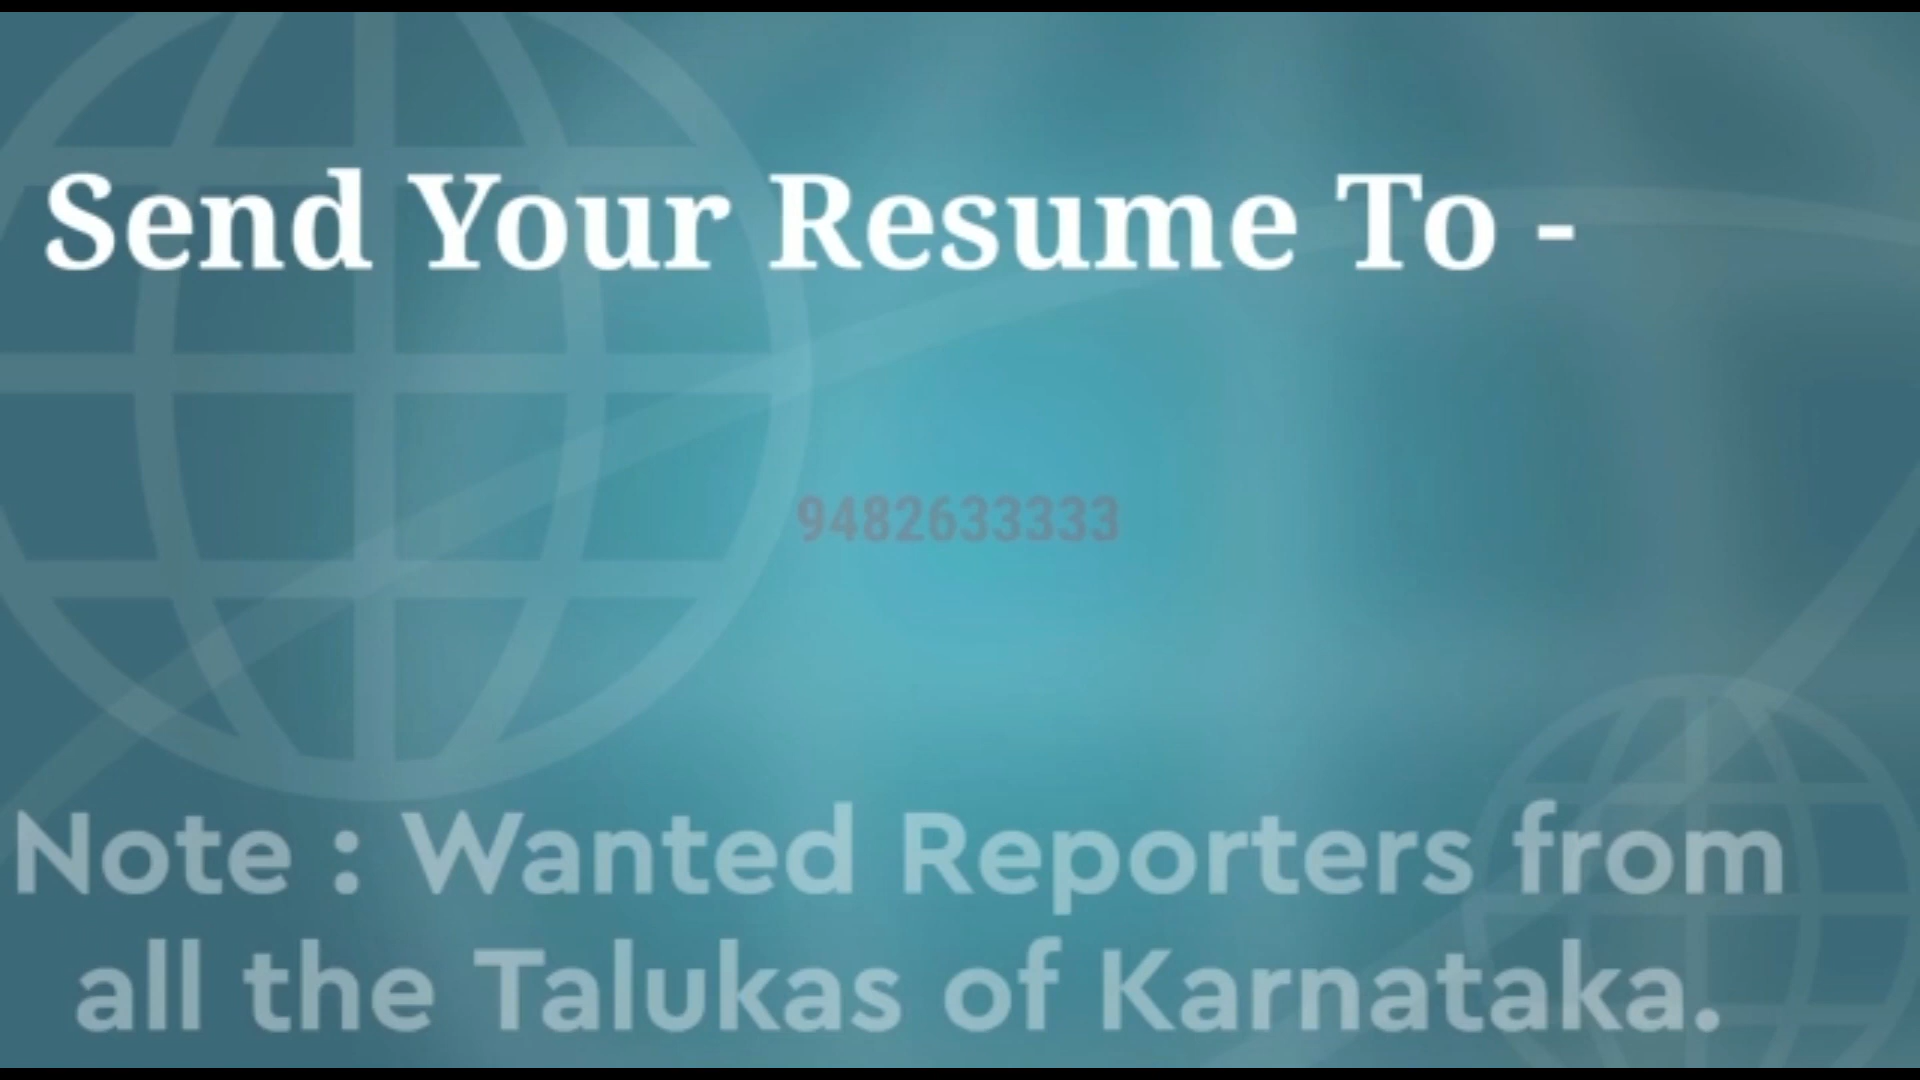 Send Your Resume To -
9482633333
Note : Wanted Reporters from
all the Talukas of Karnataka.